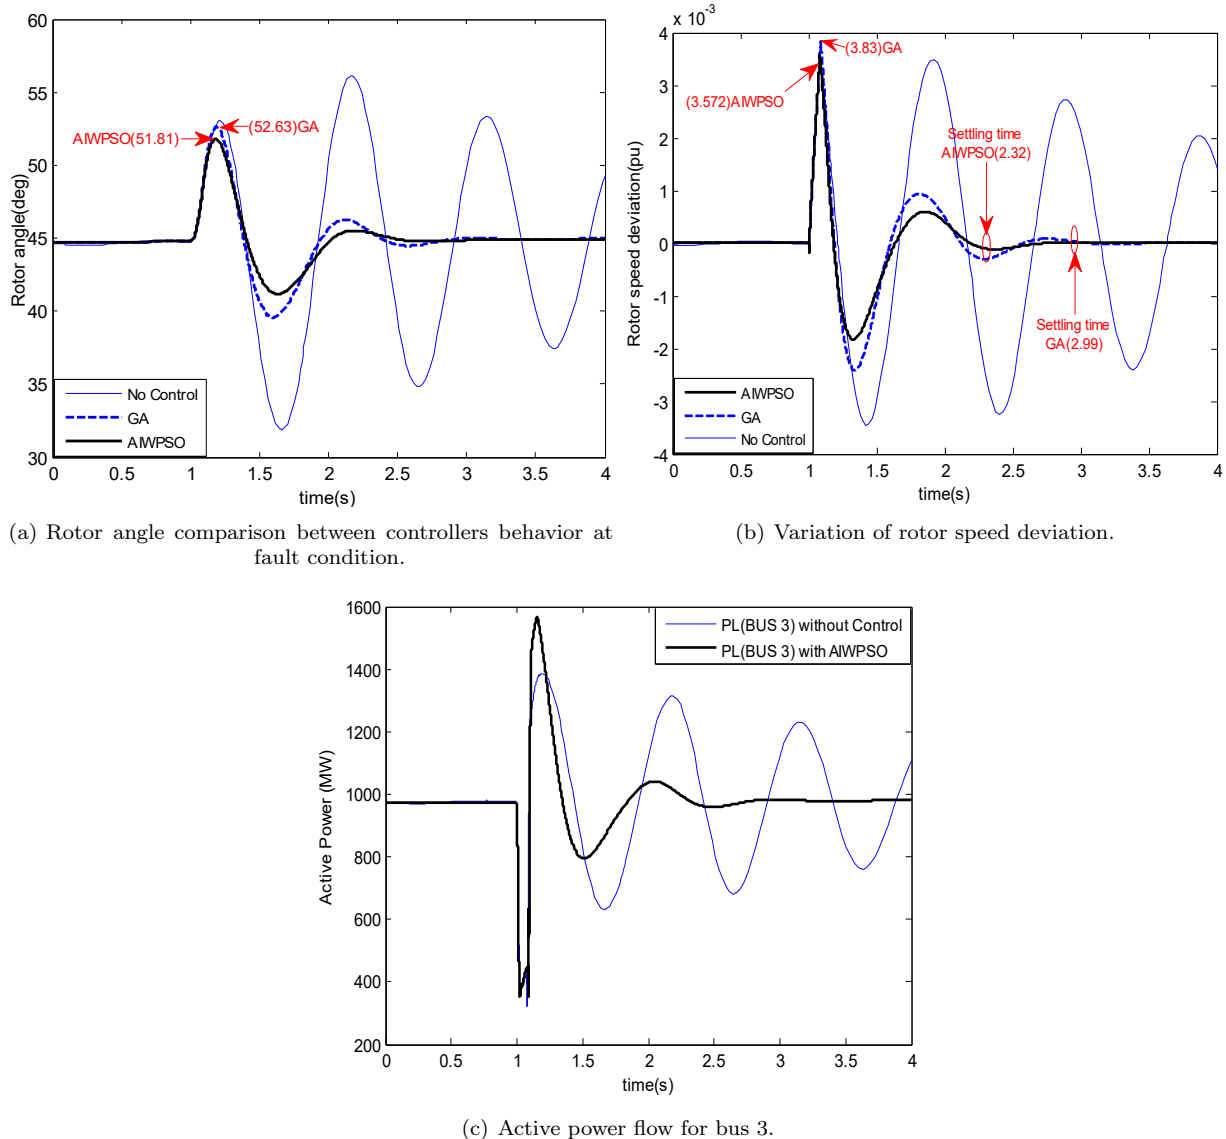 60
55
50
45
40
35
30
Rotor angle(deg)
AIWPSO(51.81)
(52.63)GA
No Control
GA
AIWPSO
0 0.5 1 1.5 2 2.5 3 3.5 4
time(s)
(a) Rotor angle comparison between controllers behavior at
fault condition.
x 10-3
4
3
2
1
0
-1
-2
-3
-4
Rotor speed deviation(pu)
(3.83)GA
(3.572)AIWPSO
Settling time
AIWPSO(2.32)
Settling time
GA(2.99)
AIWPSO
GA
No Control
0 0.5 1 1.5 2 2.5 3 3.5 4
time(s)
(b) Variation of rotor speed deviation.
1600
1400
1200
1000
800
600
400
200
Active Power (MW)
PL(BUS 3) without Control
PL(BUS 3) with AIWPSO
0 0.5 1 1.5 2 2.5 3 3.5 4
time(s)
(c) Active power flow for bus 3.